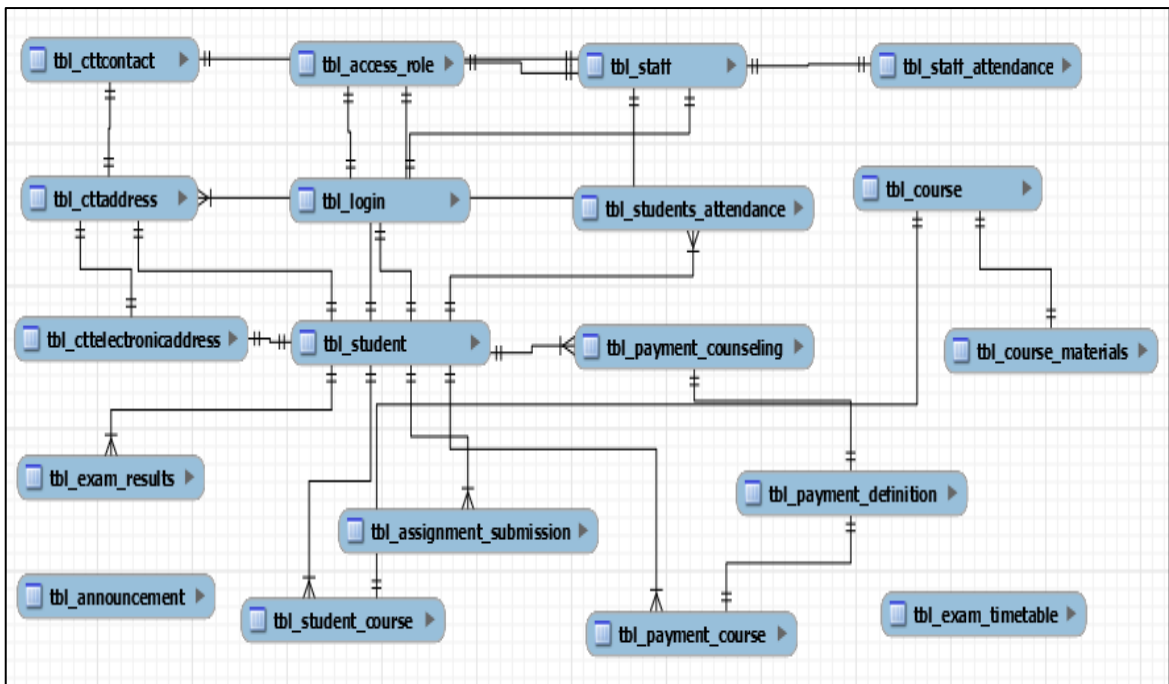 tbl_cttcontact
tbl_access_role
tbl_staff
tbl_staff_attendance
tbl_cttaddress
tbl_login
tbl_students_attendance
tbl_course
tbl_cttelectronicaddress
tbl_student
tbl_payment_counseling
tbl_course_materials
tbl_exam_results
tbl_assignment_submission
tbl_payment_definition
tbl_announcement
tbl_student_course
tbl_payment_course
tbl_exam_timetable